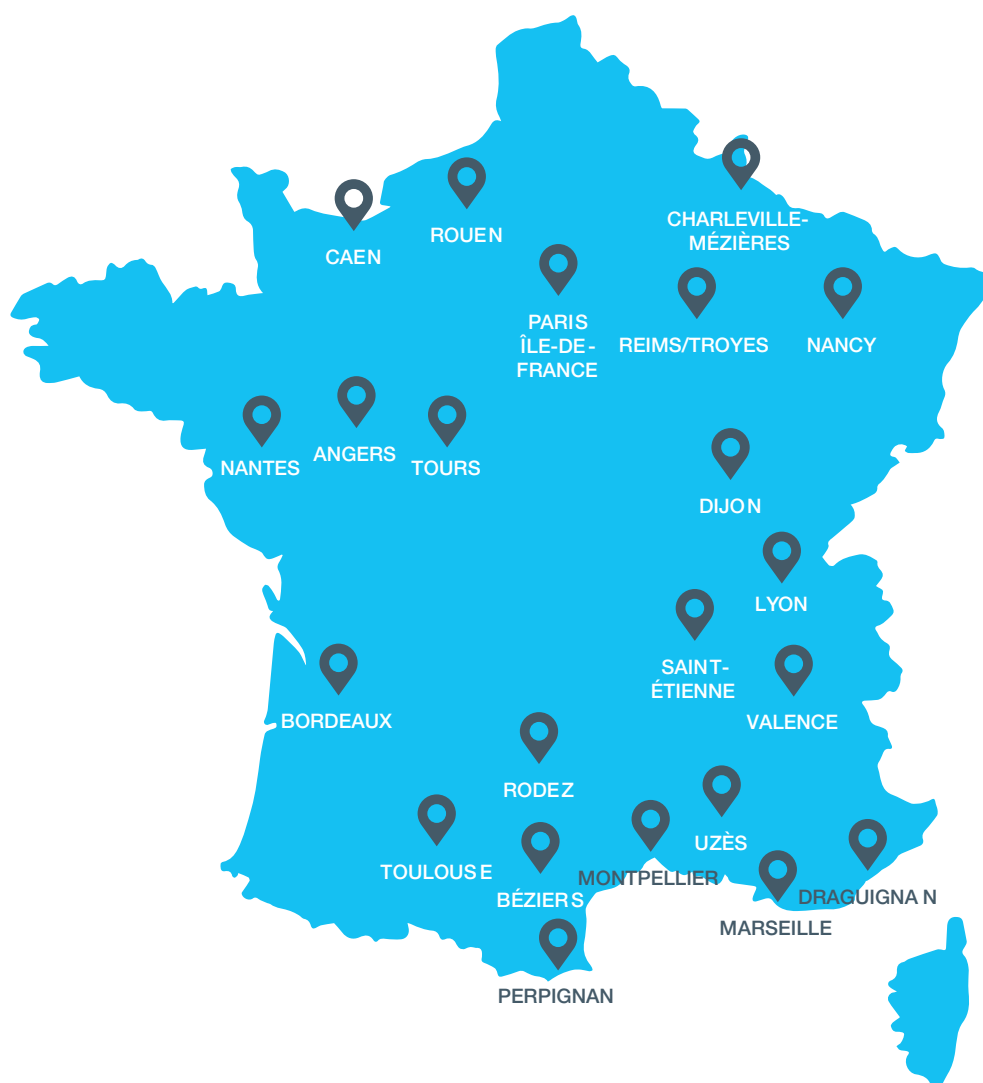 CHARLEVILLE-
MÉZIÈRES
ROUEN
CAEN
PARIS
ÎLE-DE-
FRANCE
REIMS/TROYES
NANCY
ANGERS
NANTES
TOURS
DIJON
LYON
SAINT-
ÉTIENNE
BORDEAUX
VALENCE
RODEZ
UZÈS
TOULOUSE
MONTPELLIER
BÉZIERS
DRAGUIGNAN
MARSEILLE
PERPIGNAN